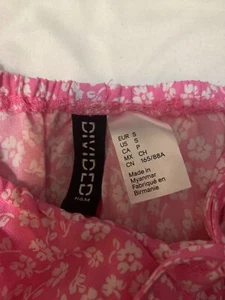 DIVIDED
H&M
EUR S
US S
CA P
MX CH
CN 165/88A
Made in
Myanmar
Fabriqué en
Birmanie